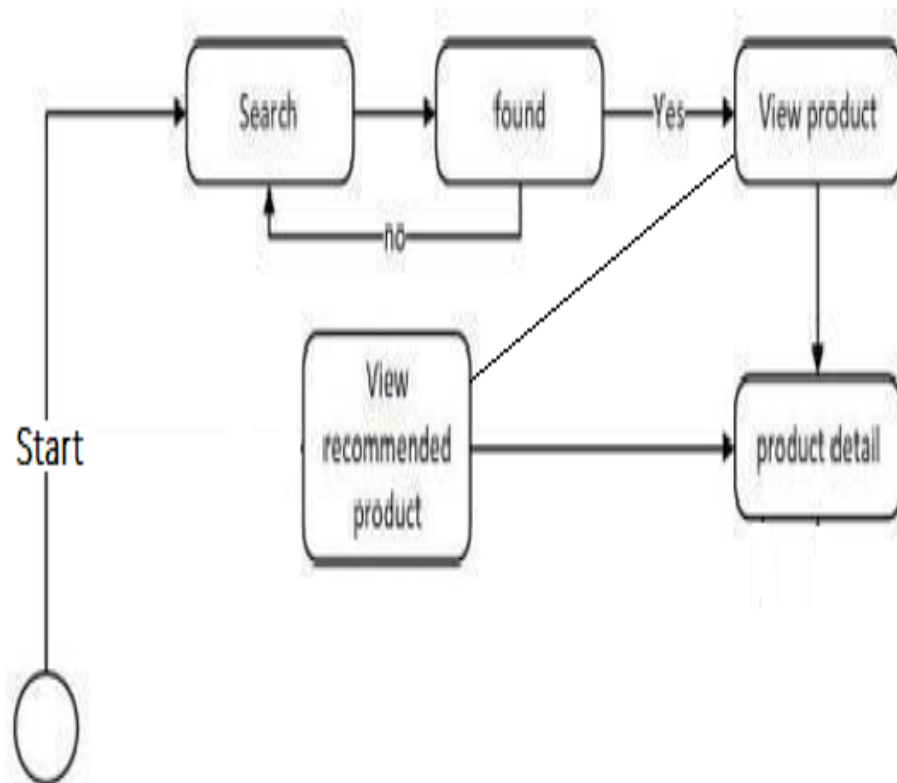 Search
found
Yes
View product
no
View
recommended
product
Start
product detail